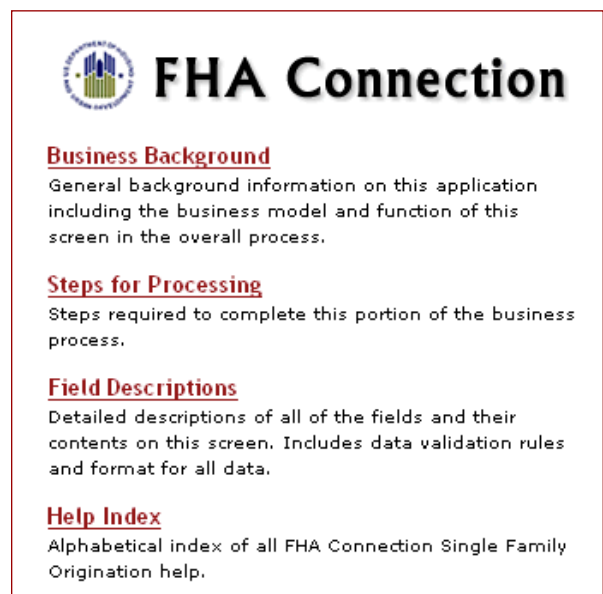 FHA Connection
Business Background
General background information on this application
including the business model and function of this
screen in the overall process.
Steps for Processing
Steps required to complete this portion of the business
process.
Field Descriptions
Detailed descriptions of all of the fields and their
contents on this screen. Includes data validation rules
and format for all data.
Help Index
Alphabetical index of all FHA Connection Single Family
Origination help.